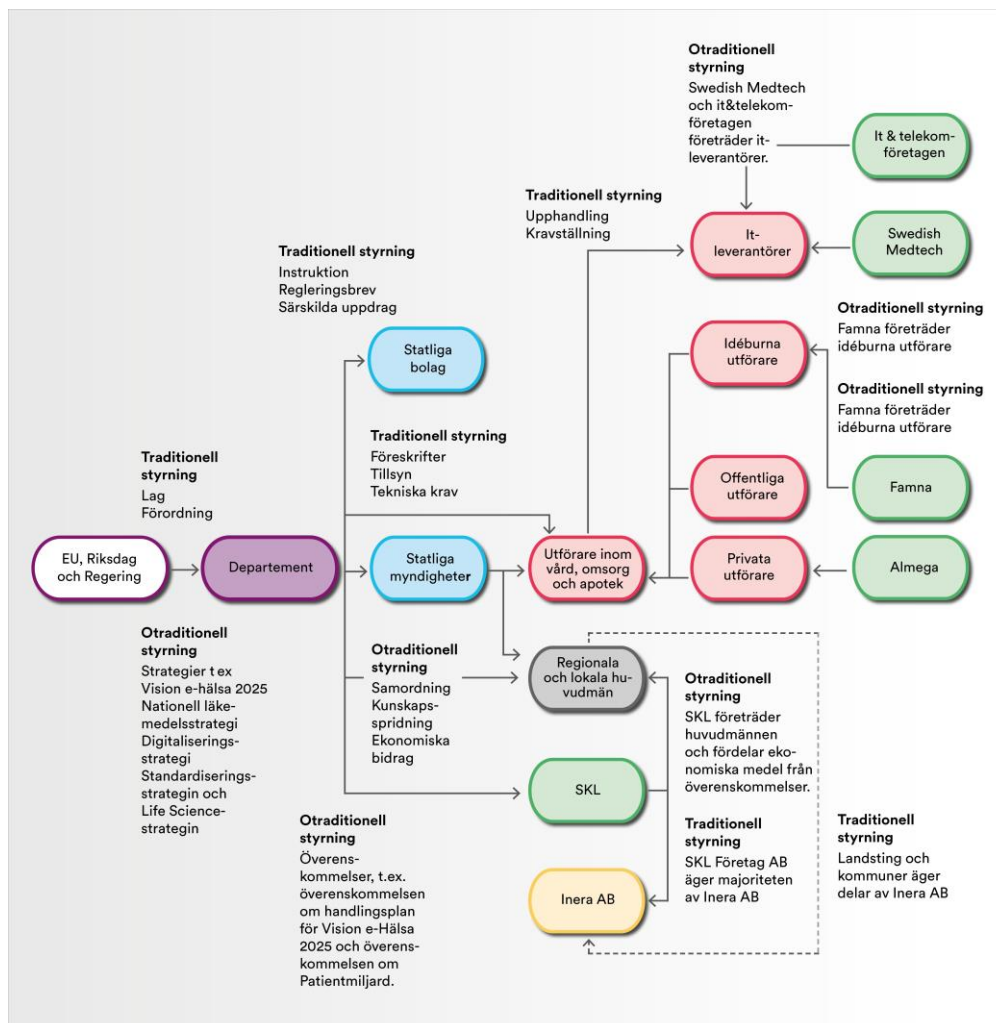 Otraditionell
styrning
Swedish Medtech
och it&telekom-
företagen
företräder it-
leverantörer.
It & telekom-
företagen
Traditionell styrning
Upphandling
Kravställning
It-
leverantörer
Swedish
Medtech
Traditionell styrning
Instruktion
Regleringsbrev
Särskilda uppdrag
Statliga
bolag
Idéburna
utförare
Otraditionell styrning
Famna företräder
idéburna utförare
Otraditionell styrning
Famna företräder
idéburna utförare
Traditionell styrning
Föreskrifter
Tillsyn
Tekniska krav
Traditionell
styrning
Lag
Förordning
Offentliga
utförare
Famna
EU, Riksdag
och Regering
Departement
Statliga
myndigheter
Utförare inom
vård, omsorg
och apotek
Privata
utförare
Almega
Otraditionell
styrning
Strategier t ex
Vision e-hälsa 2025
Nationell läke-
medelsstrategi
Digitaliserings-
strategi
Standardiserings-
strategin och
Life Science-
strategin
Otraditionell
styrning
Samordning
Kunskaps-
spridning
Ekonomiska
bidrag
Regionala
och lokala hu-
vudmän
Otraditionell
styrning
SKL företräder
huvudmännen
och fördelar eko-
nomiska medel från
överenskommelser.
SKL
Otraditionell
styrning
Överens-
kommelser, t.ex.
överenskommelsen
om handlingsplan
för Vision e-Hälsa
2025 och överens-
kommelsen om
Patientmiljard.
Traditionell
styrning
SKL Företag AB
äger majoriteten
av Inera AB
Traditionell
styrning
Landsting och
kommuner äger
delar av Inera AB
Inera AB